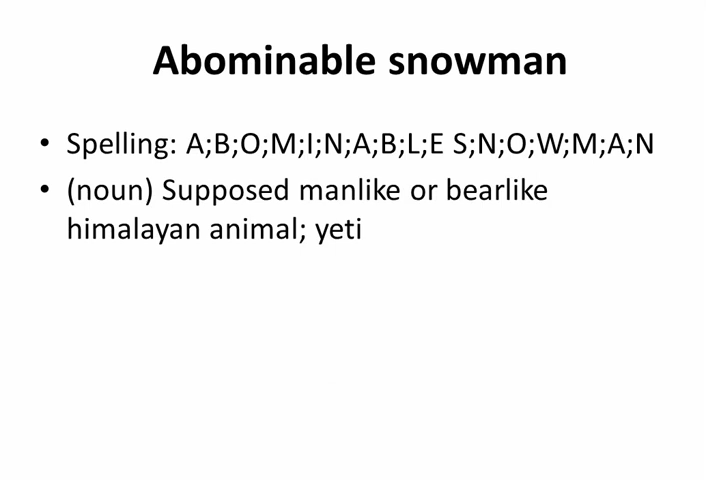 Abominable snowman
• Spelling: A;B;O;M;I;N;A;B;L;E S;N;O;W;M;A;N
• (noun) Supposed manlike or bearlike
himalayan animal; yeti